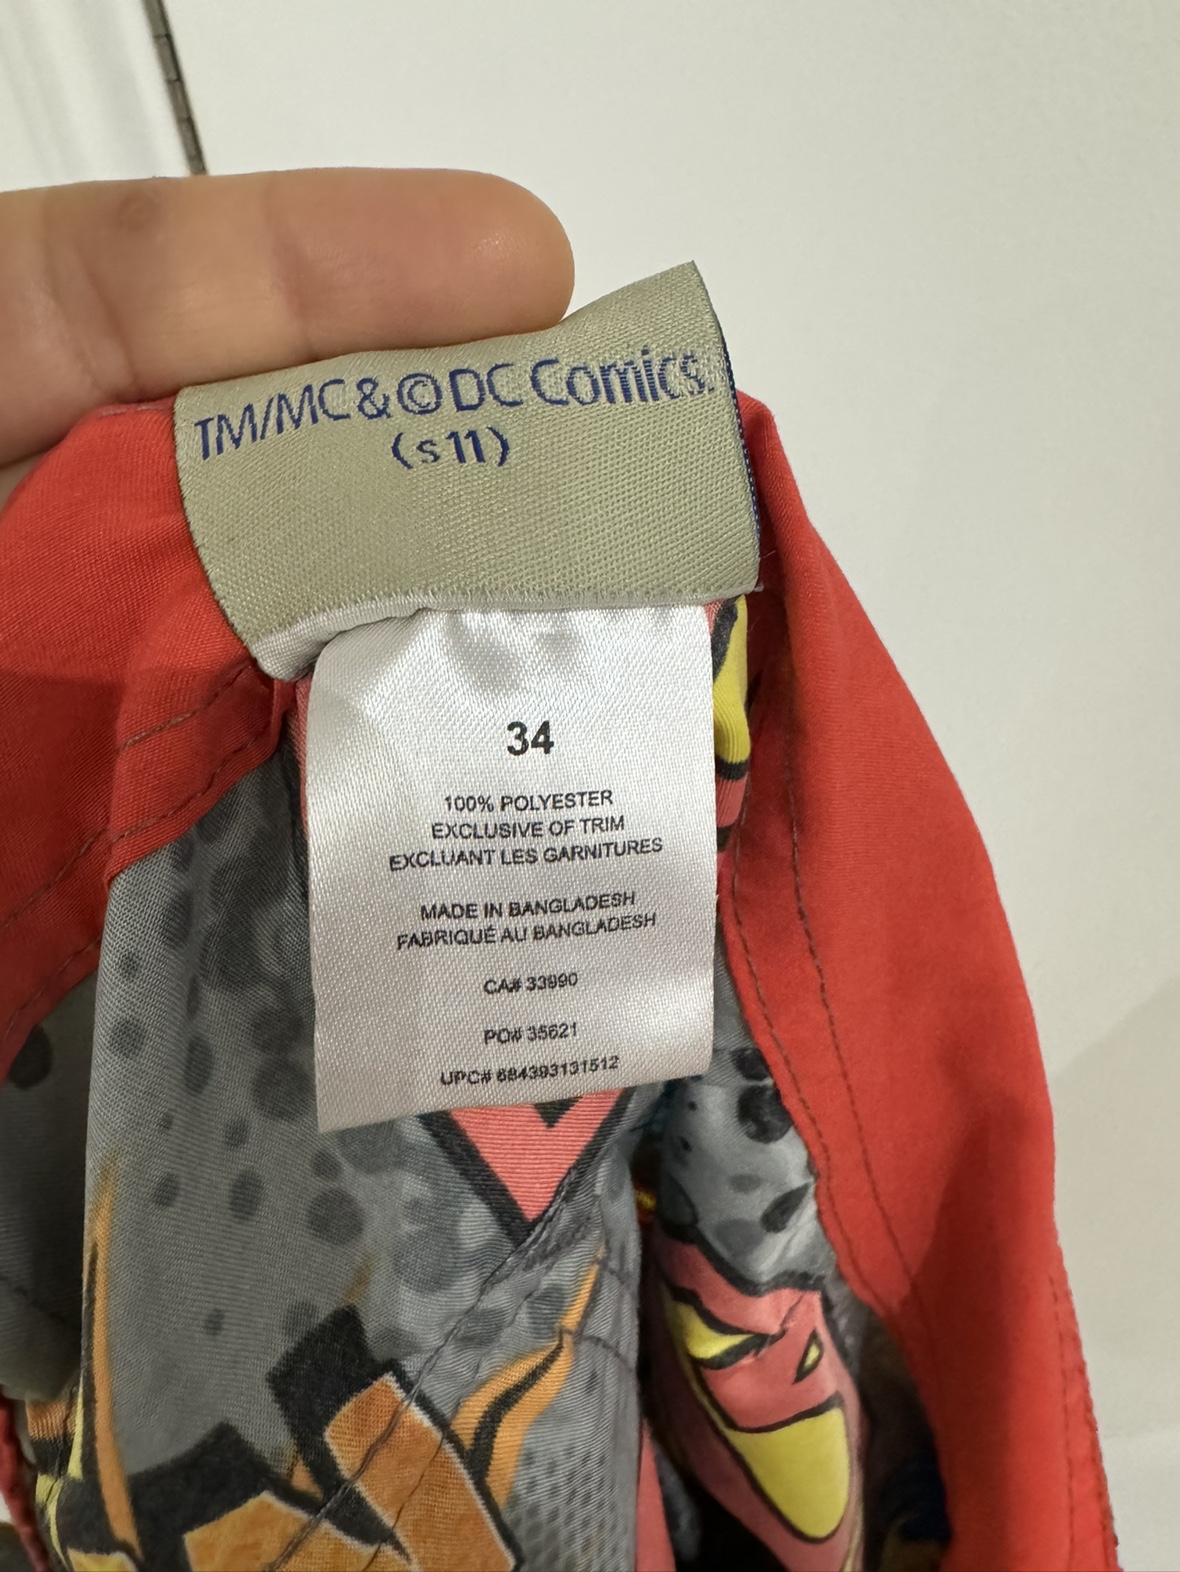 TM/MC&©DC Comics.
(s11)
34
100% POLYESTER
EXCLUSIVE OF TRIM
EXCLUANT LES GARNITURES
MADE IN BANGLADESH
FABRIQUÉ AU BANGLADESH
CA# 33990
PO# 35621
UPC# 684393131512